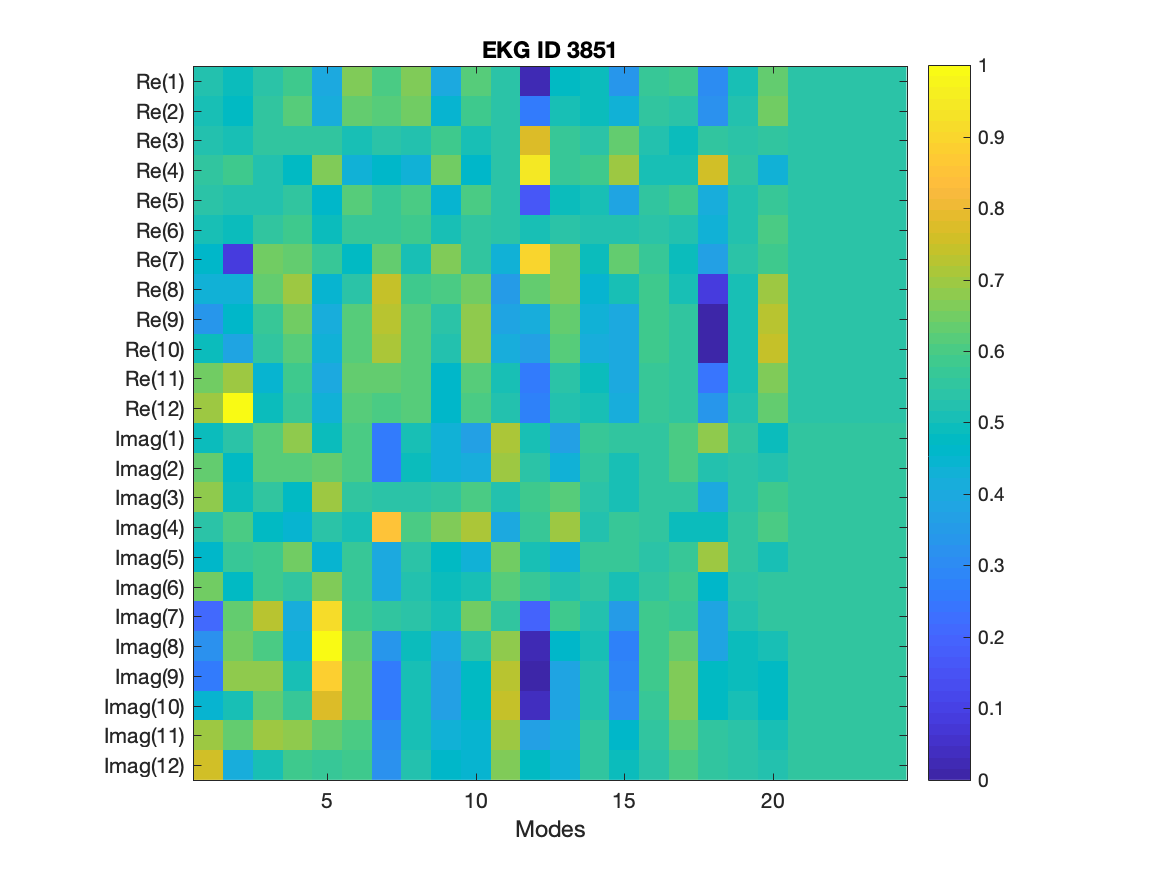 EKG ID 3851
Re(1)
Re(2)
Re(3)
Re(4)
Re(5)
Re(6)
Re(7)
Re(8)
Re(9)
Re(10)
Re(11)
Re(12)
Imag(1)
Imag(2)
Imag(3)
Imag(4)
Imag(5)
Imag(6)
Imag(7)
Imag(8)
Imag(9)
Imag(10)
Imag(11)
Imag(12)
5 10 15 20
Modes
1
0.9
0.8
0.7
0.6
0.5
0.4
0.3
0.2
0.1
0